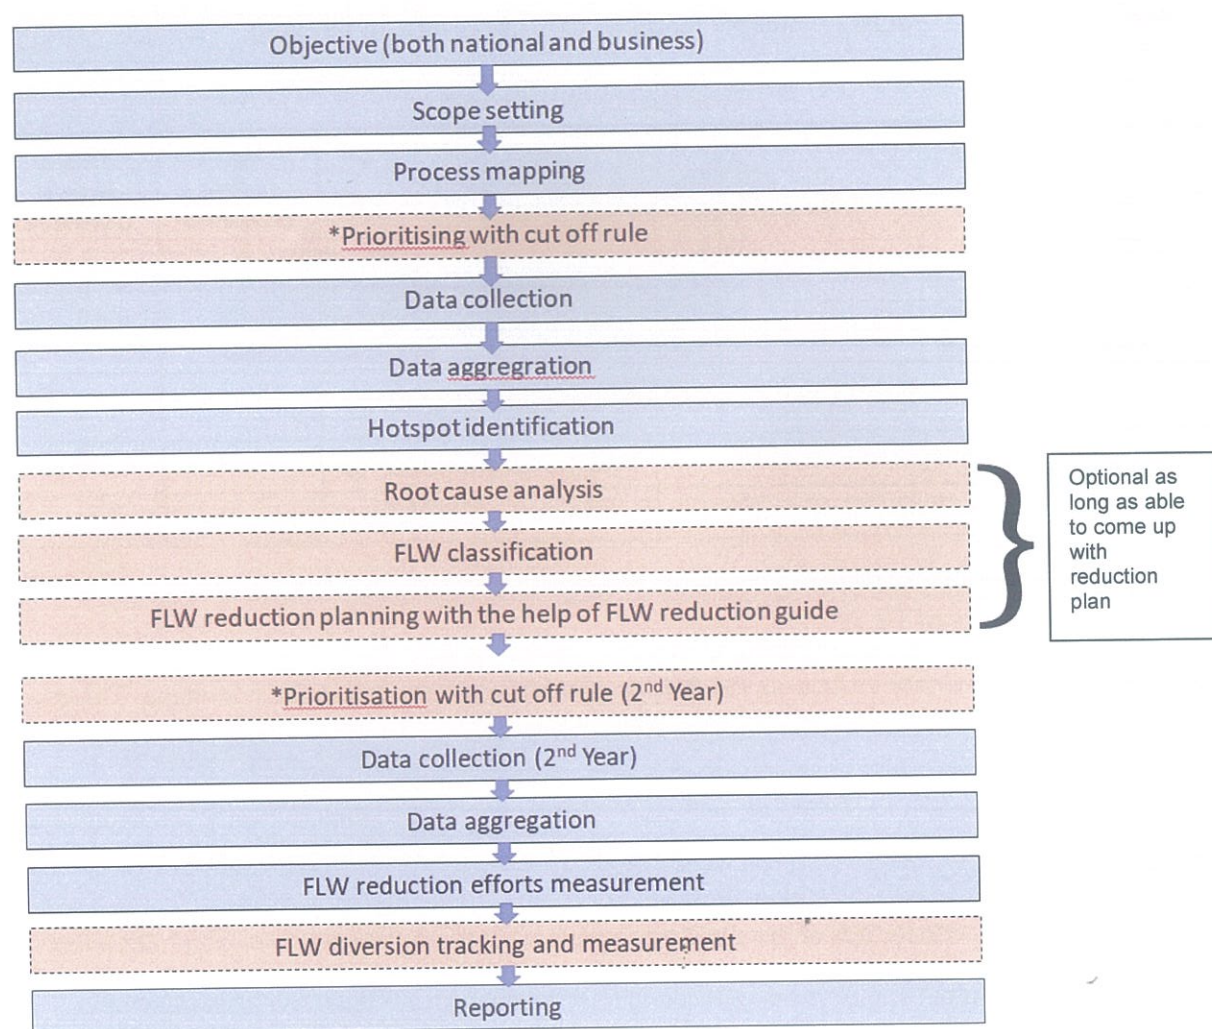 Objective (both national and business)
Scope setting
Process mapping
*Prioritising with cut off rule
Data collection
Data aggregration
Hotspot identification
Root cause analysis
FLW classification
FLW reduction planning with the help of FLW reduction guide
Optional as
long as able
to come up
with
reduction
plan
*Prioritisation with cut off rule (2nd Year)
Data collection (2nd Year)
Data aggregation
FLW reduction efforts measurement
FLW diversion tracking and measurement
Reporting